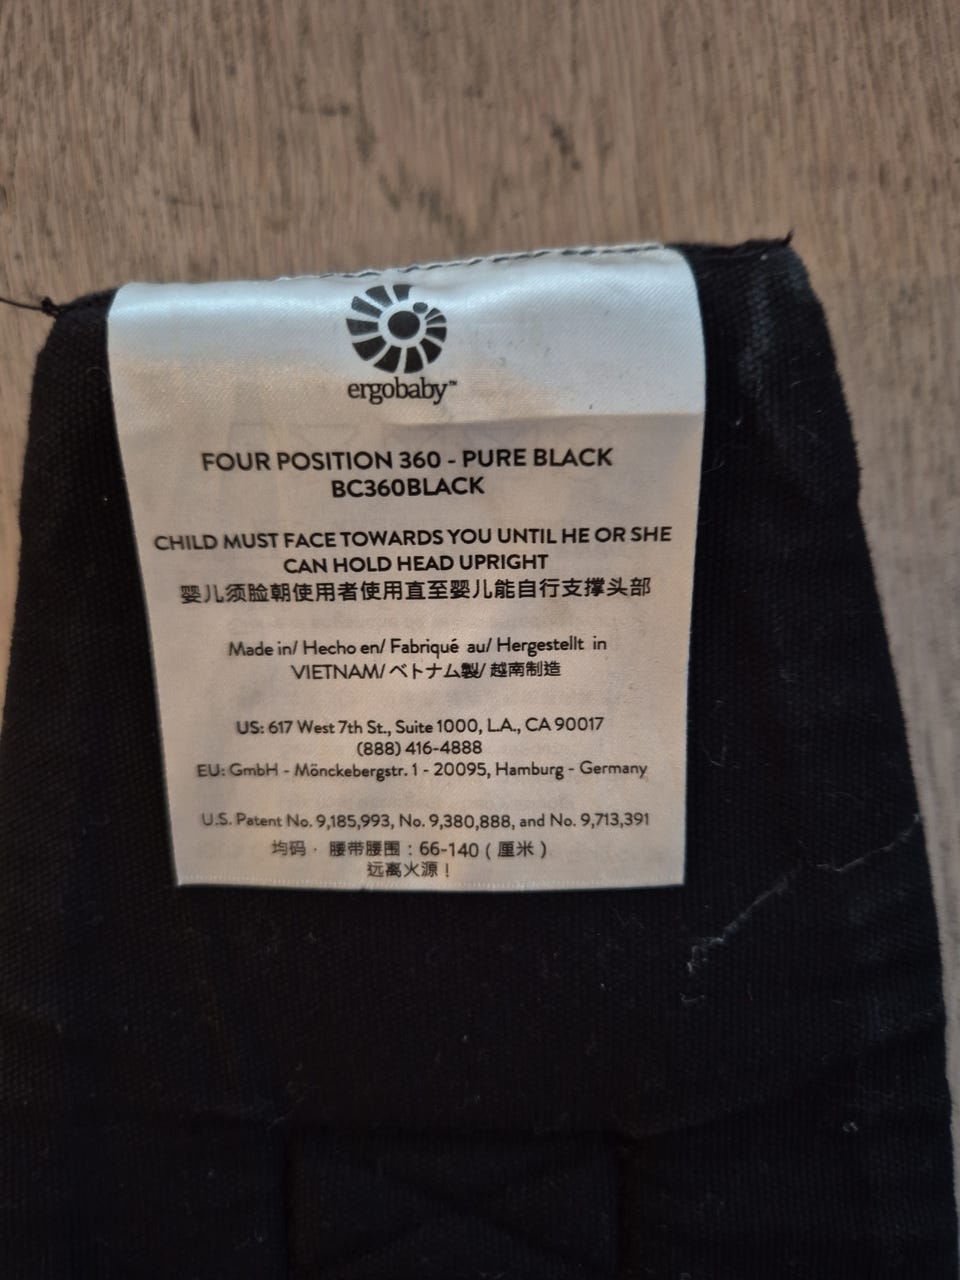 ergobaby™
FOUR POSITION 360 - PURE BLACK
BC360BLACK
CHILD MUST FACE TOWARDS YOU UNTIL HE OR SHE
CAN HOLD HEAD UPRIGHT
婴儿须脸朝使用者使用直至婴儿能自行支撑头部
Made in/ Hecho en/ Fabriqué au/ Hergestellt in
VIETNAM/ ベトナム製/ 越南制造
US: 617 West 7th St., Suite 1000, L.A., CA 90017
(888) 416-4888
EU: GmbH - Mönckebergstr. 1 - 20095, Hamburg - Germany
U.S. Patent No. 9,185,993, No. 9,380,888, and No. 9,713,391
均码 · 腰带腰围 : 66-140 ( 厘米 )
远离火源 !